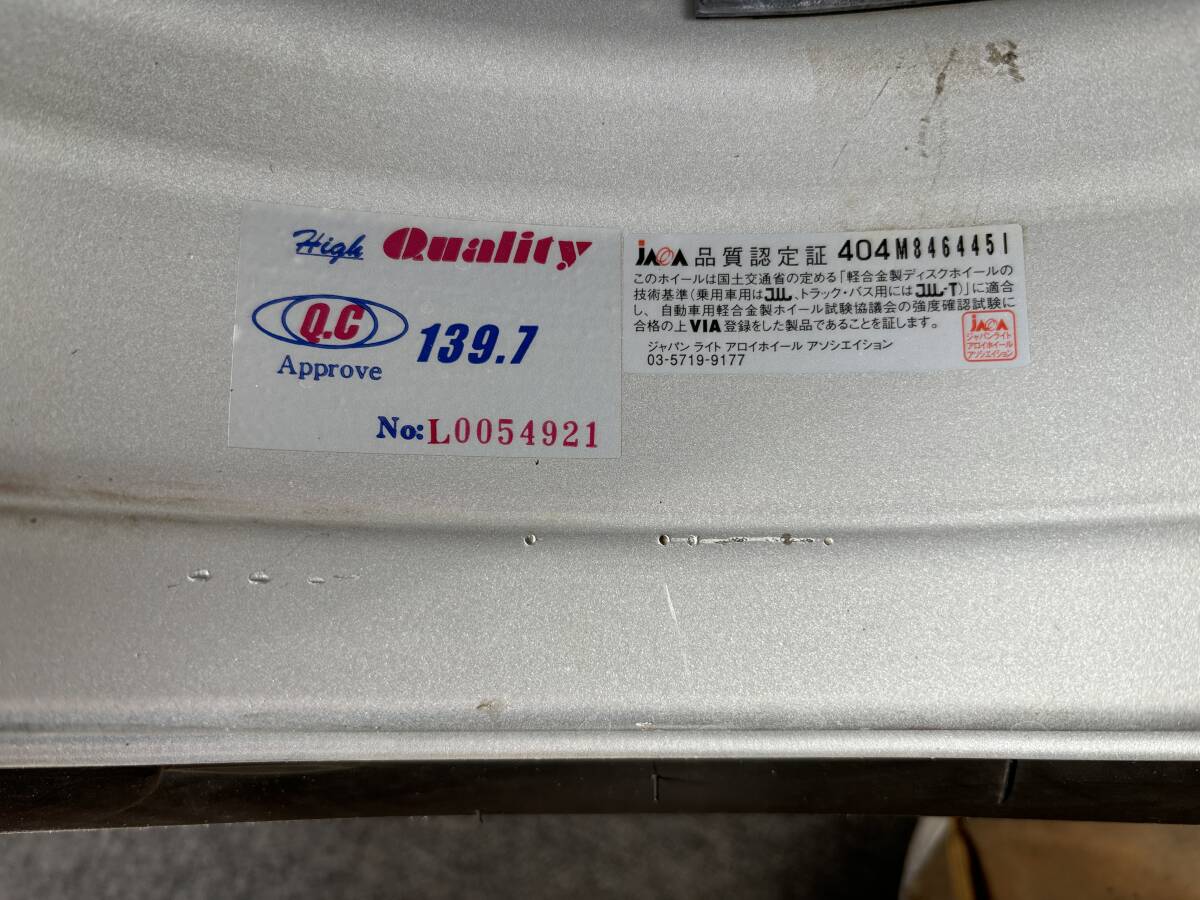 High Quality
Q.C
Approve
139.7
No:L0054921
JAWA 品質認定証 404M8464451
このホイールは国土交通省の定める「軽合金製ディスクホイールの
技術基準(乗用車用はJWL、トラック・バス用にはJWL-T)」に適合
し、自動車用軽合金製ホイール試験協議会の強度確認試験に
合格の上VIA登録をした製品であることを証します。
ジャパン ライト アロイホイール アソシエイション
03-5719-9177
JAWA
ジャパンライト
アロイホイール
アソシエイション